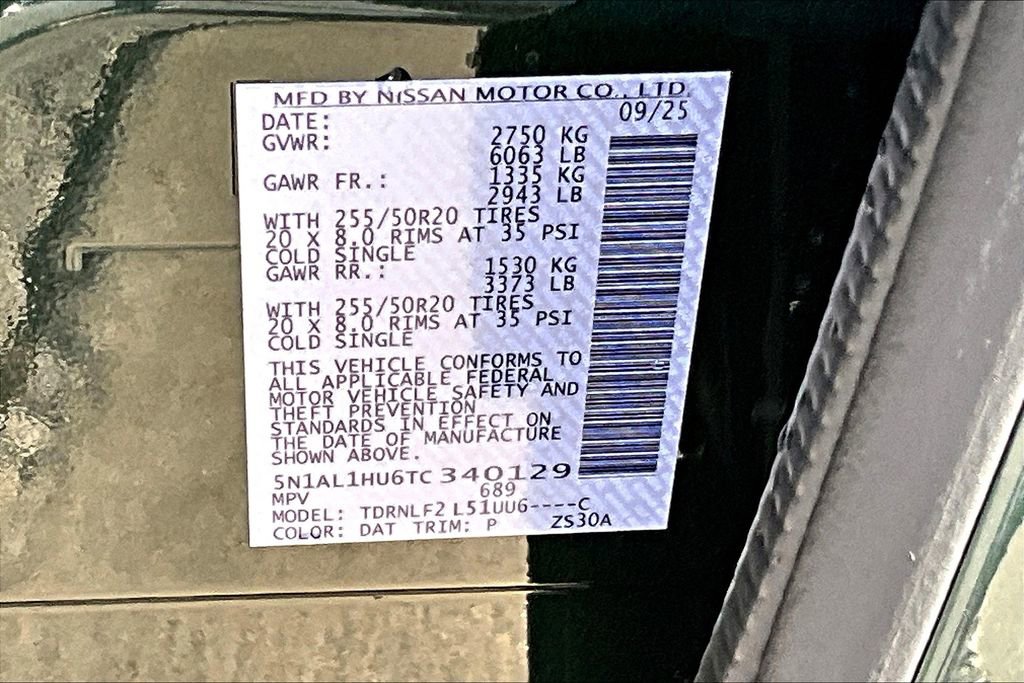 MFD BY NISSAN MOTOR CO., LTD.
DATE: 09/25
GVWR: 2750 KG
6063 LB
GAWR FR.: 1335 KG
2943 LB
WITH 255/50R20 TIRES
20 X 8.0 RIMS AT 35 PSI
COLD SINGLE
GAWR RR.: 1530 KG
3373 LB
WITH 255/50R20 TIRES
20 X 8.0 RIMS AT 35 PSI
COLD SINGLE
THIS VEHICLE CONFORMS TO
ALL APPLICABLE FEDERAL
MOTOR VEHICLE SAFETY AND
THEFT PREVENTION
STANDARDS IN EFFECT ON
THE DATE OF MANUFACTURE
SHOWN ABOVE.
5N1AL1HU6TC340129
MPV 689
MODEL: TDRNLF2 L51UU6----C
COLOR: DAT TRIM: P ZS30A